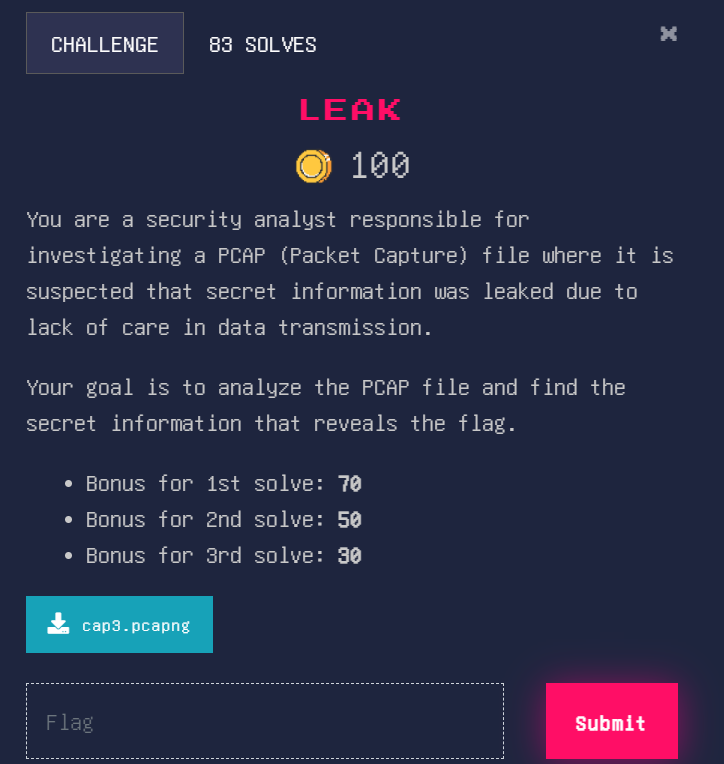 CHALLENGE 83 SOLVES
LEAK
100
You are a security analyst responsible for
investigating a PCAP (Packet Capture) file where it is
suspected that secret information was leaked due to
lack of care in data transmission.
Your goal is to analyze the PCAP file and find the
secret information that reveals the flag.
• Bonus for 1st solve: 70
• Bonus for 2nd solve: 50
• Bonus for 3rd solve: 30
cap3.pcapng
Flag Submit